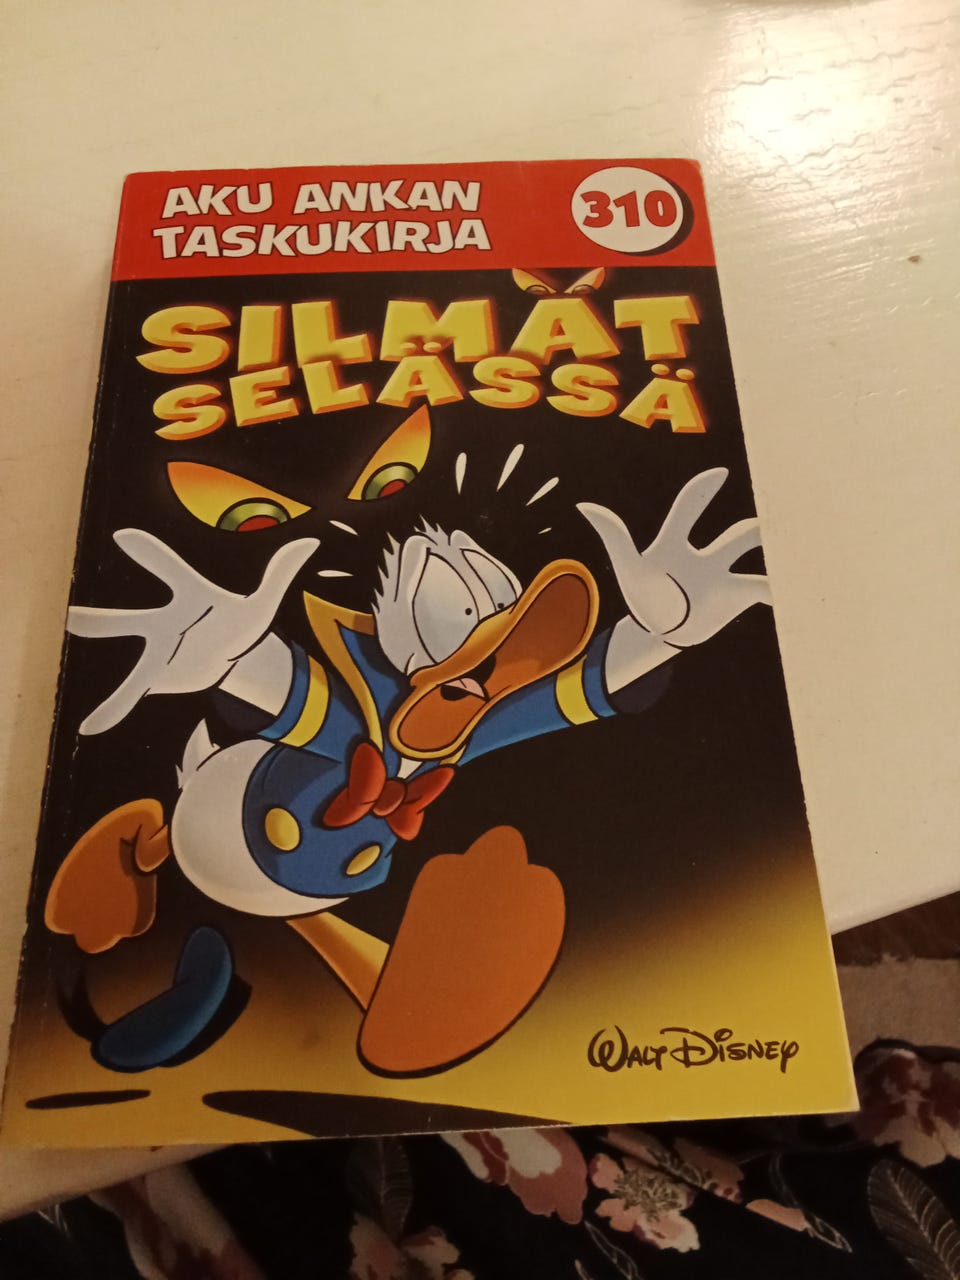 AKU ANKAN
TASKUKIRJA
310
SILMÄT
SELÄSSÄ
WALT DISNEY